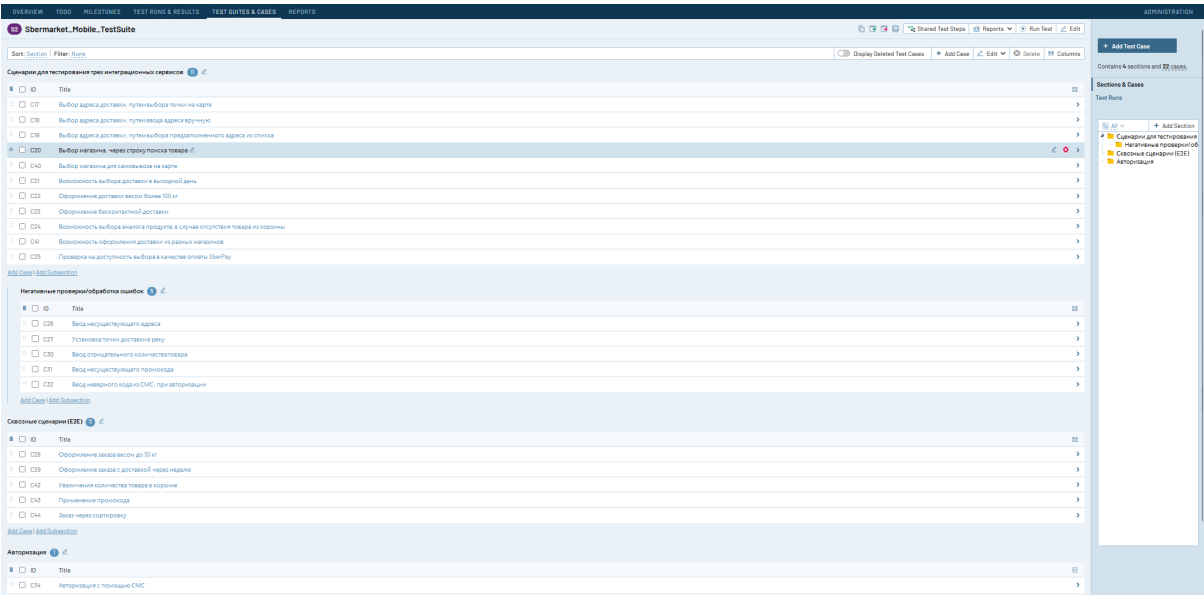 OVERVIEW TODO MILESTONES TEST RUNS & RESULTS TEST SUITES & CASES REPORTS ADMINISTRATION
S2 Sbermarket_Mobile_TestSuite Shared Test Steps Reports Run Test Edit
Sort: Section Filter: None Display Deleted Test Cases + Add Case Edit Delete Columns
+ Add Test Case
Contains 4 sections and 22 cases.
Sections & Cases
Test Runs
All + Add Section
Сценарии для тестирования
Негативные проверки/об
Сквозные сценарии (E2E)
Авторизация
Сценарии для тестирования трех интеграционных сервисов
ID Title
C17 Выбор адреса доставки, путем выбора точки на карте
C18 Выбор адреса доставки, путем ввода адреса вручную
C19 Выбор адреса доставки, путем выбора предзаполненного адреса из списка
C20 Выбор магазина, через строку поиска товара
C40 Выбор магазина для самовывоза на карте
C21 Возможность выбора доставки в выходной день
C22 Оформление доставки весом более 100 кг
C23 Оформление бесконтактной доставки
C24 Возможность выбора аналога продукта, в случае отсутствия товара из корзины
C41 Возможность оформления доставки из разных магазинов
C25 Проверка на доступность выбора в качестве оплаты SberPay
Add Case | Add Subsection
Негативные проверки/обработка ошибок 5
ID Title
C26 Ввод несуществующего адреса
C27 Установка точки доставки в реку
C30 Ввод отрицательного количества товара
C31 Ввод несуществующего промокода
C32 Ввод неверного кода из СМС, при авторизации
Add Case | Add Subsection
Сквозные сценарии (E2E) 5
ID Title
C28 Оформление заказа весом до 30 кг
C29 Оформление заказа с доставкой через неделю
C42 Увеличения количества товара в корзине
C43 Применение промокода
C44 Заказ через сортировку
Add Case | Add Subsection
Авторизация 1
ID Title
C34 Авторизация с помощью СМС